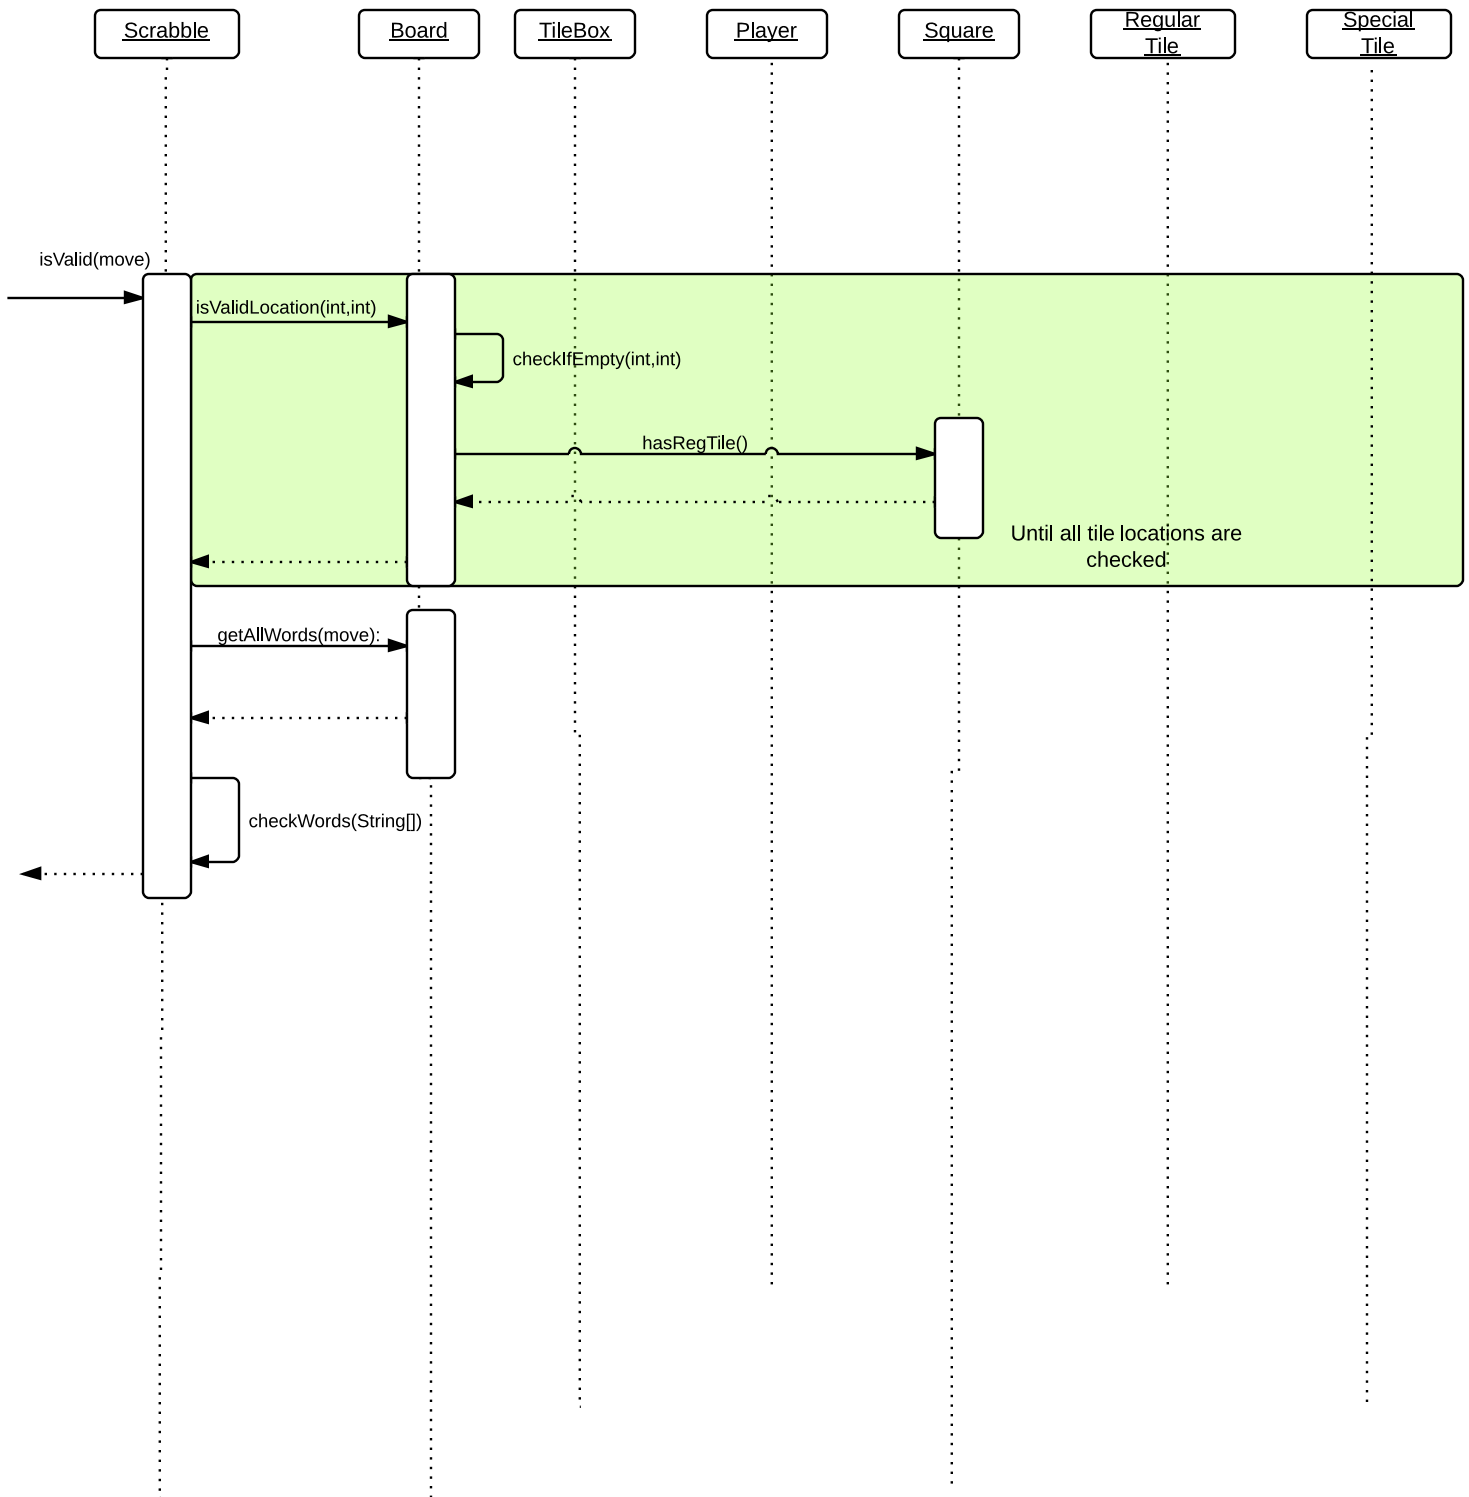 Scrabble
Board
TileBox
Player
Square
Regular
Tile
Special
Tile
isValid(move)
isValidLocation(int,int)
checkIfEmpty(int,int)
hasRegTile()
Until all tile locations are
checked
getAllWords(move):
checkWords(String[])